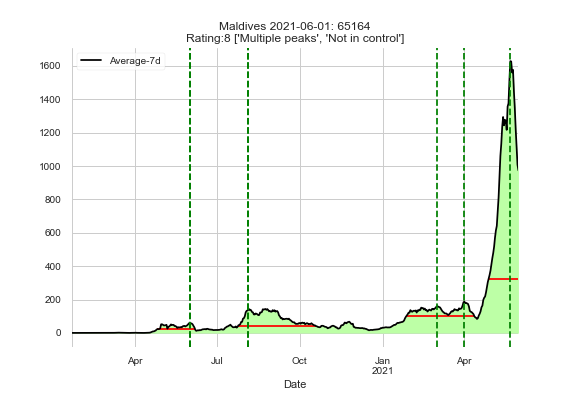 Maldives 2021-06-01: 65164
Rating:8 ['Multiple peaks', 'Not in control']
Average-7d
1600
1400
1200
1000
800
600
400
200
0
Apr
Jul
Oct
Jan
2021
Apr
Date